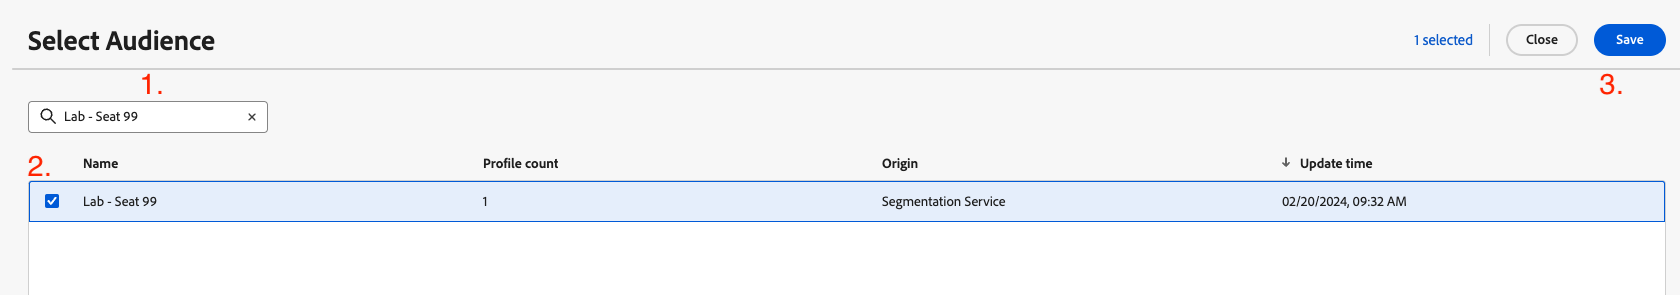 Select Audience
1 selected
Close
Save
1.
3.
Lab - Seat 99
2.
Name Profile count Origin Update time
Lab - Seat 99 1 Segmentation Service 02/20/2024, 09:32 AM